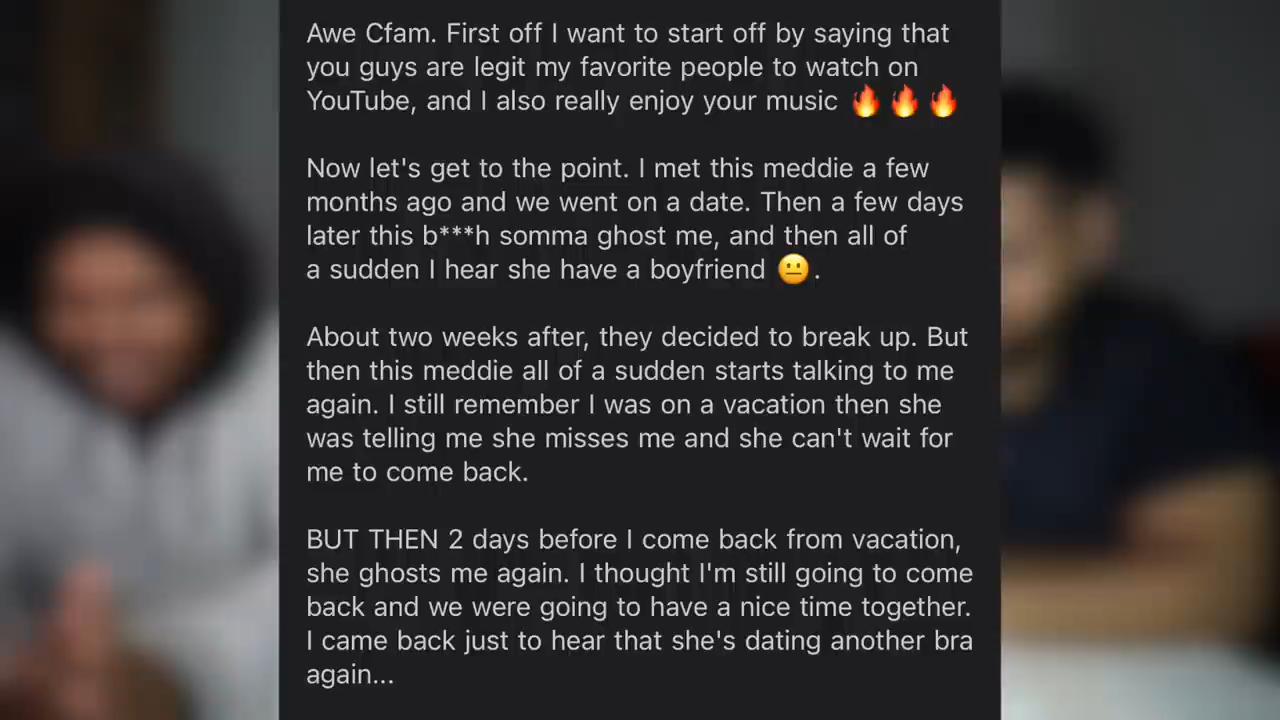 Awe Cfam. First off I want to start off by saying that
you guys are legit my favorite people to watch on
YouTube, and I also really enjoy your music 🔥🔥🔥
Now let's get to the point. I met this meddie a few
months ago and we went on a date. Then a few days
later this b***h somma ghost me, and then all of
a sudden I hear she have a boyfriend 😐.
About two weeks after, they decided to break up. But
then this meddie all of a sudden starts talking to me
again. I still remember I was on a vacation then she
was telling me she misses me and she can't wait for
me to come back.
BUT THEN 2 days before I come back from vacation,
she ghosts me again. I thought I'm still going to come
back and we were going to have a nice time together.
I came back just to hear that she's dating another bra
again...